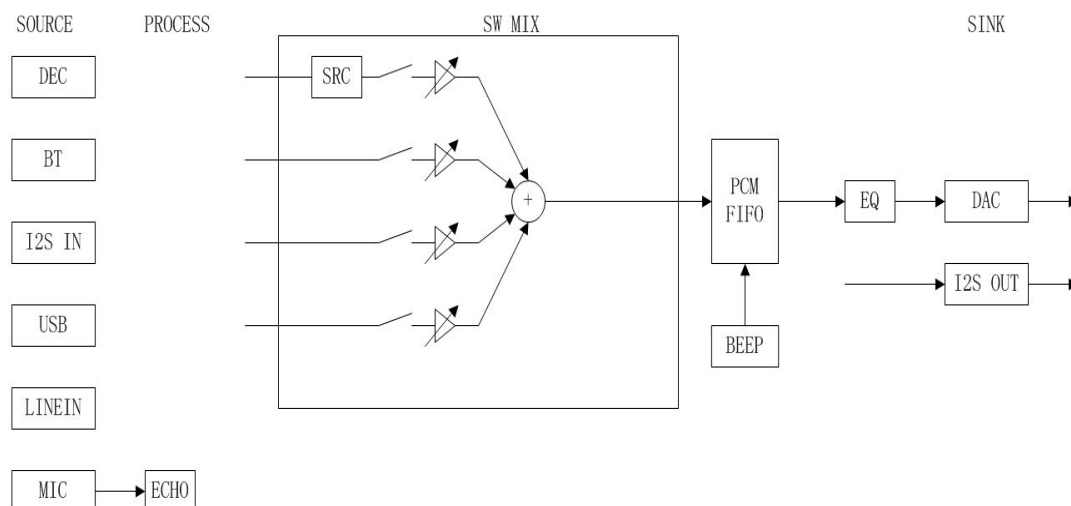 SOURCE PROCESS SW MIX SINK
DEC SRC
BT
I2S IN
USB
LINEIN
MIC ECHO
+
PCM
FIFO
BEEP
EQ DAC
I2S OUT